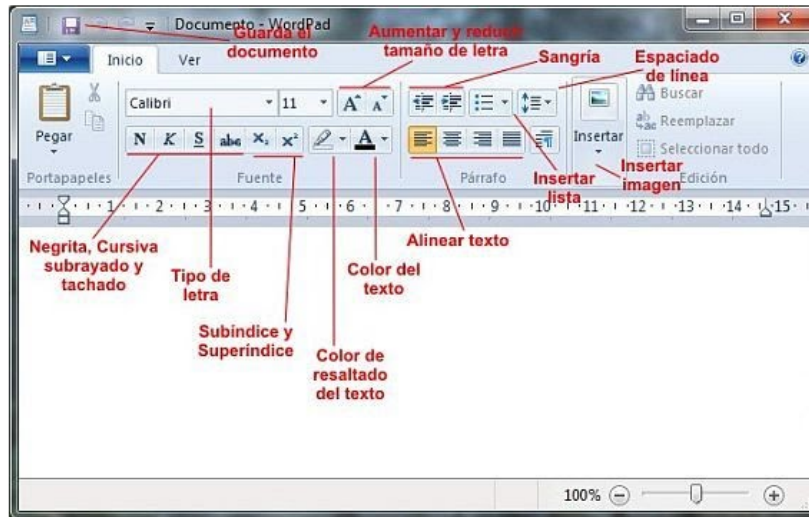 Documento - WordPad
Guarda el
documento
Aumentar y reducir
tamaño de letra
Sangría
Espaciado
de línea
Inicio
Ver
Pegar
Calibri
11
A A
Buscar
Reemplazar
Seleccionar todo
N K S abc X₂ X² A
Insertar
Insertar
imagen
Insertar
lista
Portapapeles
Fuente
Párrafo
Edición
1 2 3 4 5 6 7 8 9 10 11 12 13 14 15
Negrita, Cursiva
subrayado y
tachado
Tipo de
letra
Subíndice y
Superíndice
Color del
texto
Color de
resaltado
del texto
Alinear texto
100%